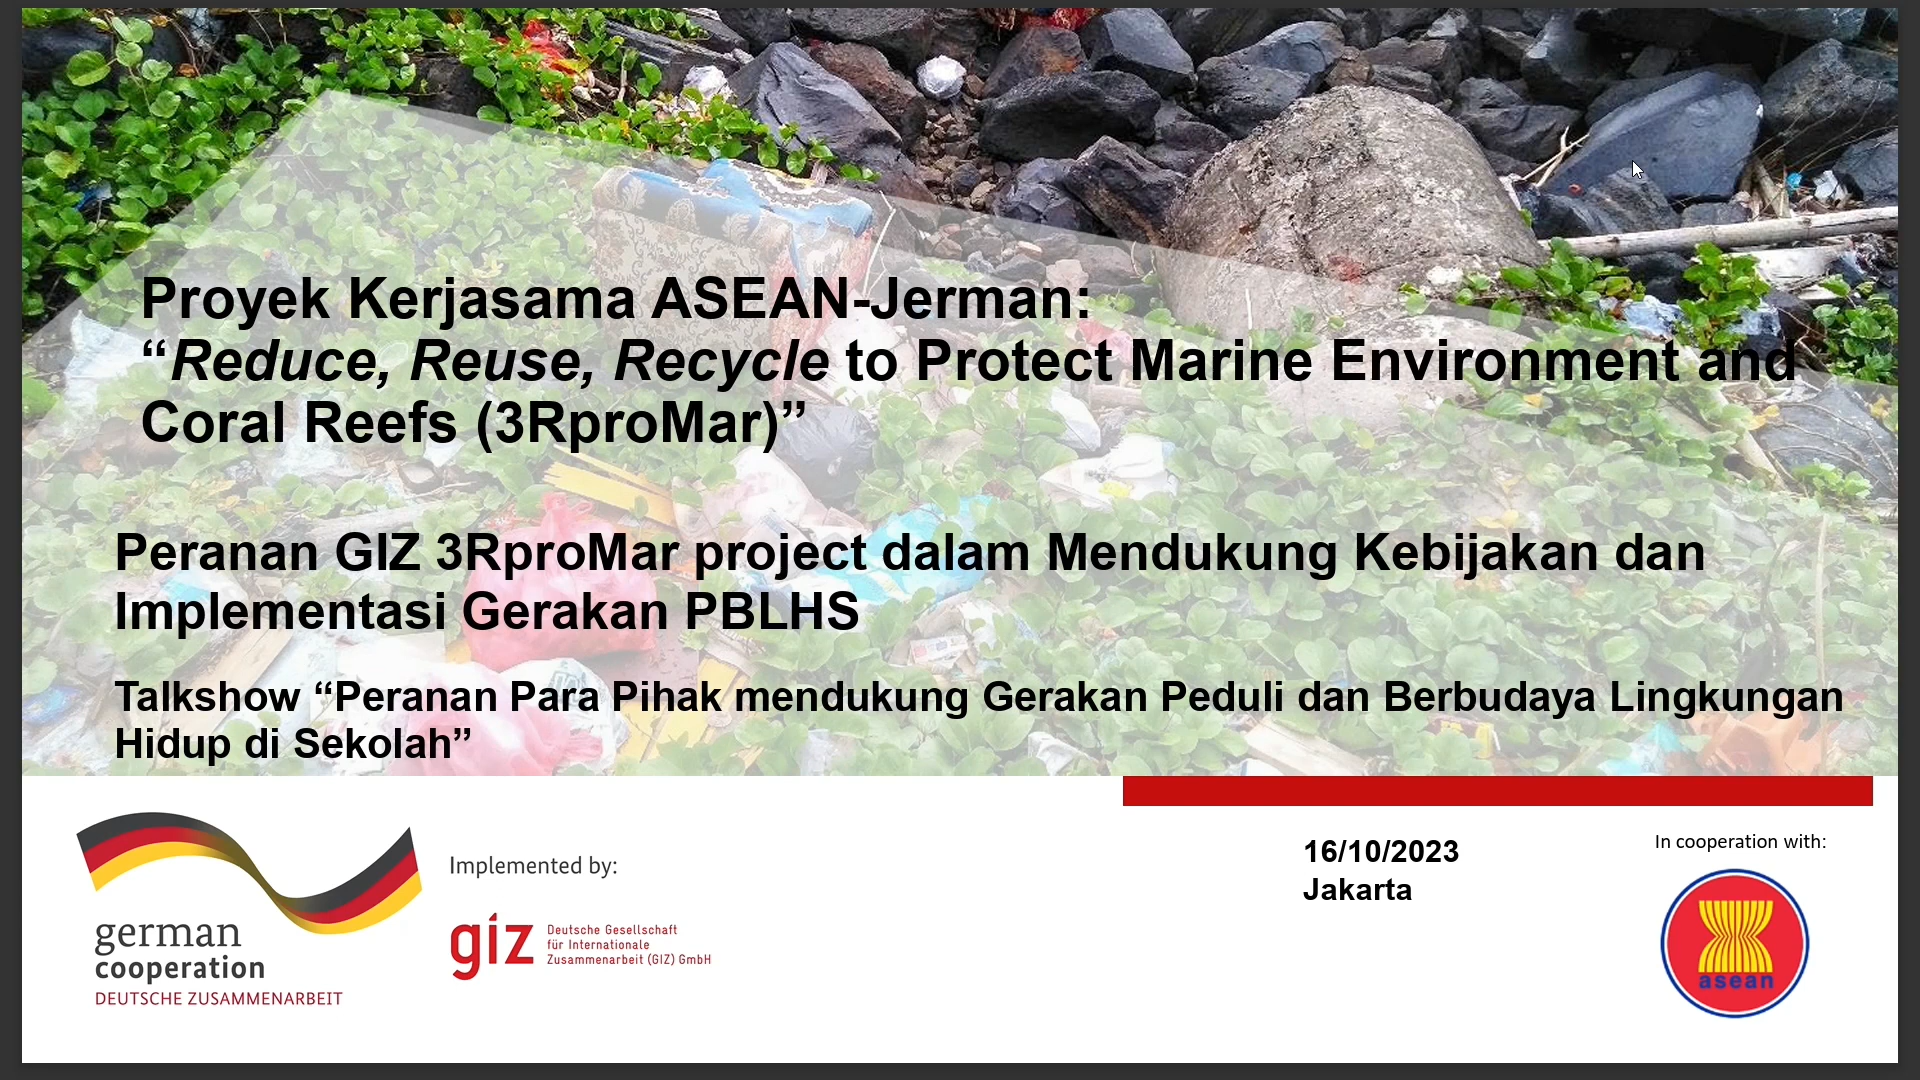 Proyek Kerjasama ASEAN-Jerman:
“Reduce, Reuse, Recycle to Protect Marine Environment and
Coral Reefs (3RproMar)”
Peranan GIZ 3RproMar project dalam Mendukung Kebijakan dan
Implementasi Gerakan PBLHS
Talkshow “Peranan Para Pihak mendukung Gerakan Peduli dan Berbudaya Lingkungan
Hidup di Sekolah”
german
cooperation
DEUTSCHE ZUSAMMENARBEIT
Implemented by:
giz
Deutsche Gesellschaft
für Internationale
Zusammenarbeit (GIZ) GmbH
16/10/2023
Jakarta
In cooperation with:
asean